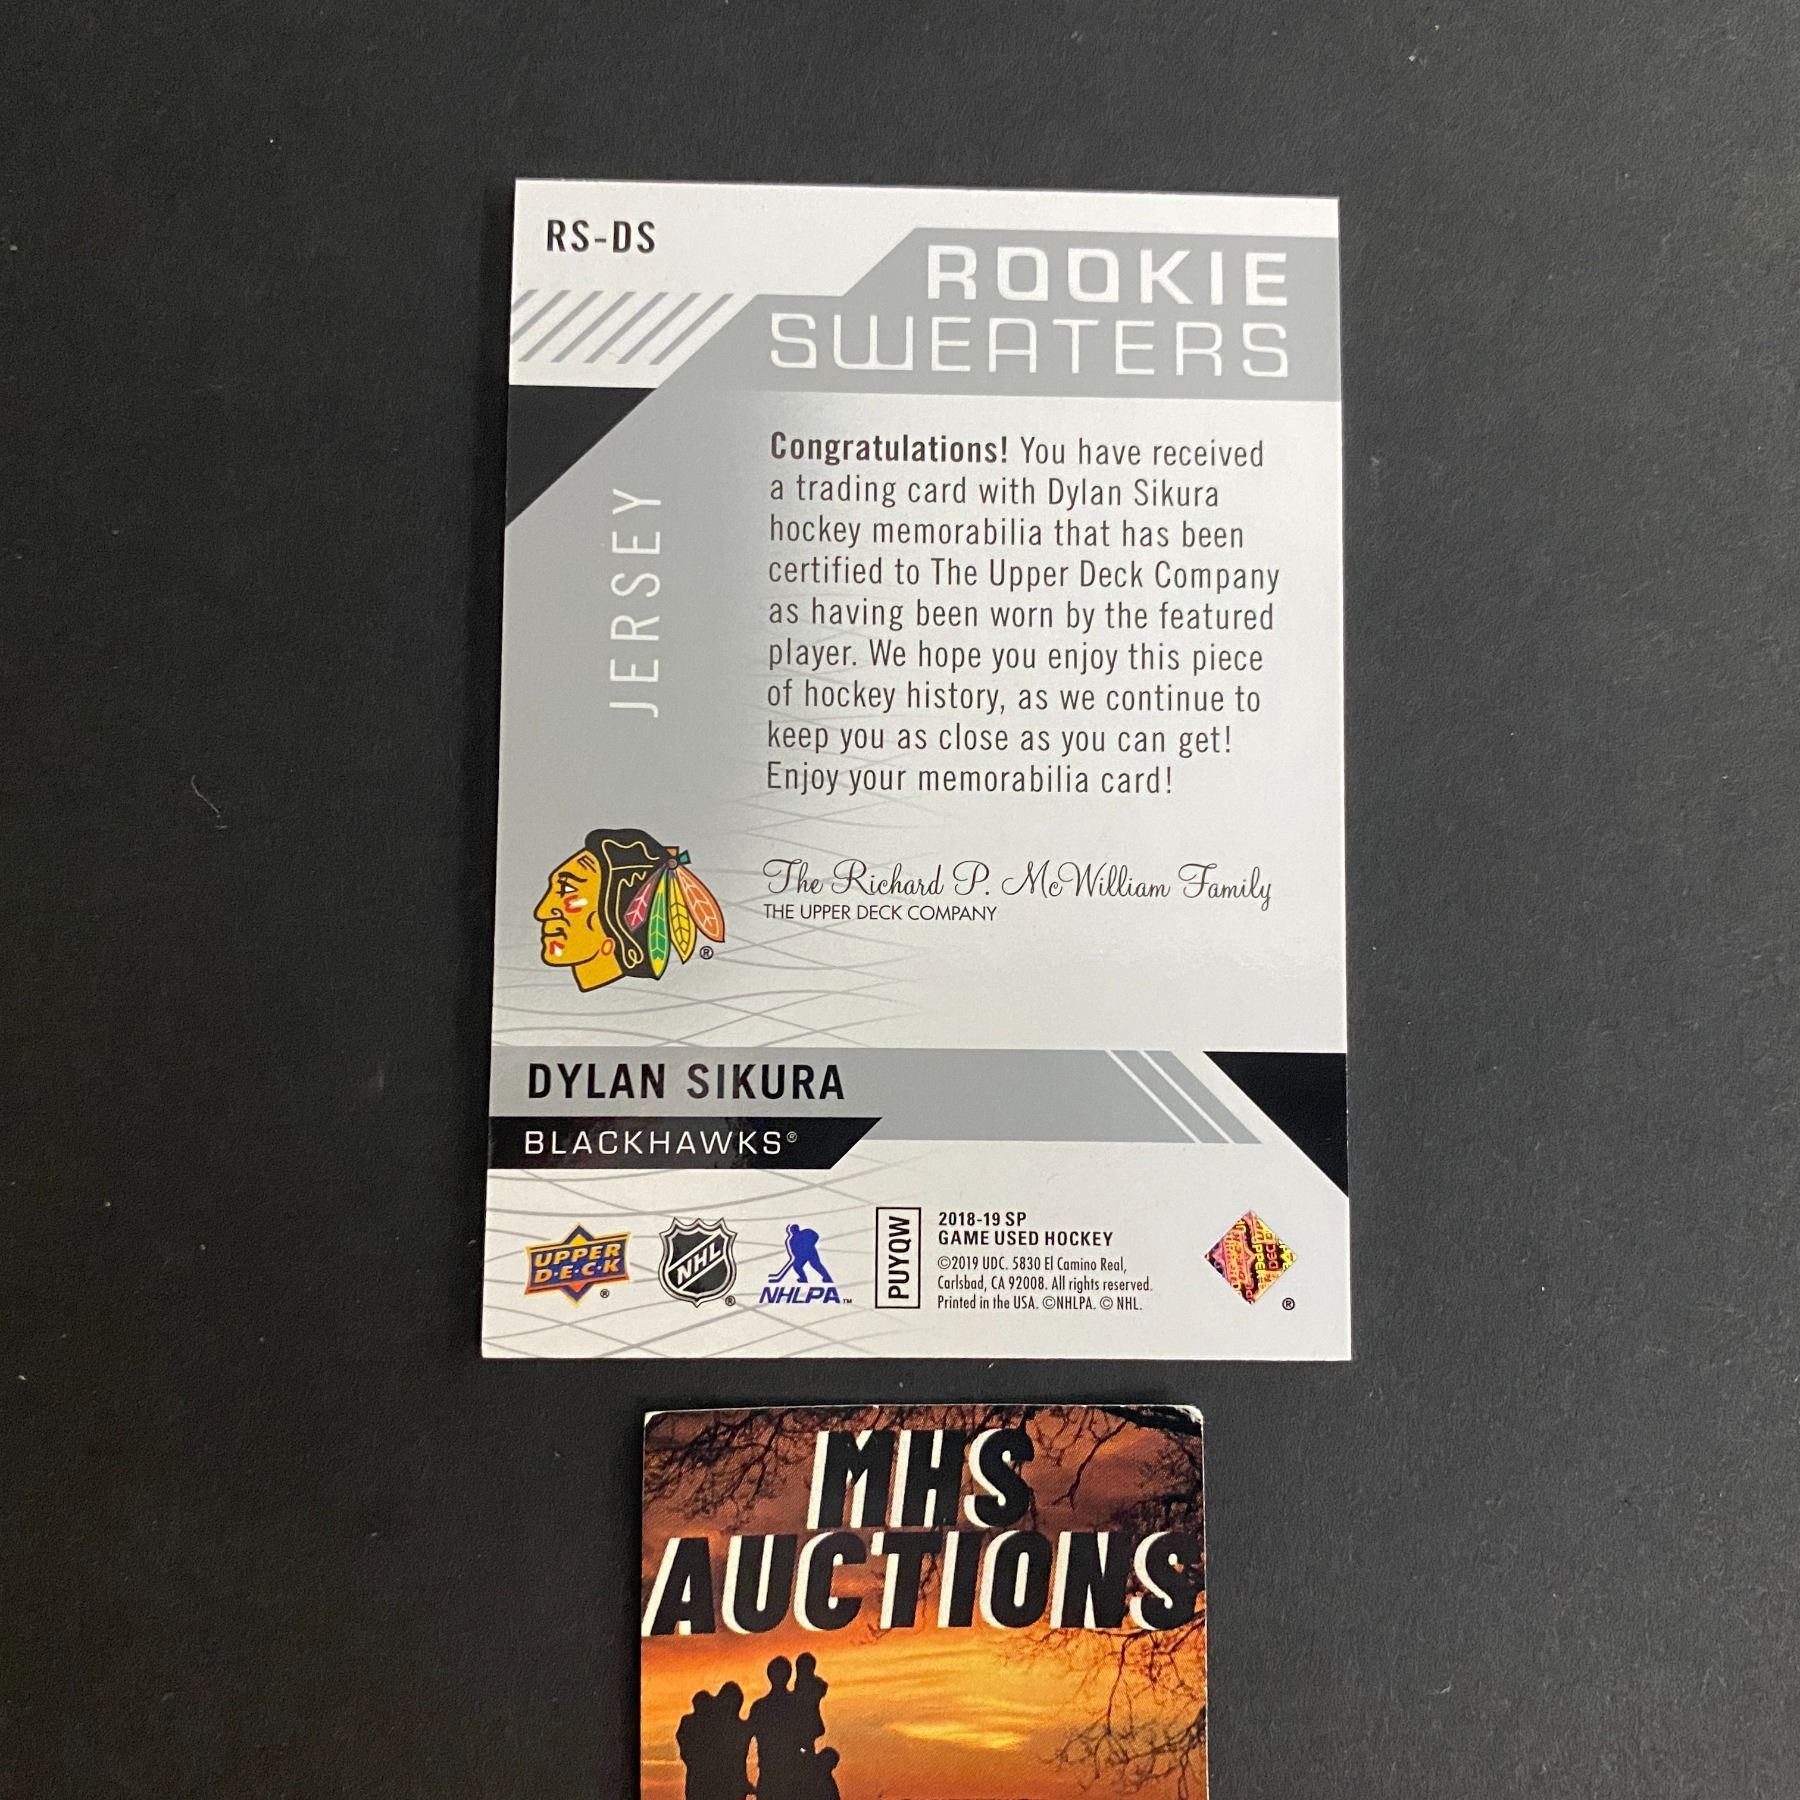 RS-DS
ROOKIE
SWEATERS
JERSEY
Congratulations! You have received
a trading card with Dylan Sikura
hockey memorabilia that has been
certified to The Upper Deck Company
as having been worn by the featured
player. We hope you enjoy this piece
of hockey history, as we continue to
keep you as close as you can get!
Enjoy your memorabilia card!
The Richard P. McWilliam Family
THE UPPER DECK COMPANY
®
DYLAN SIKURA
BLACKHAWKS®
UPPER
D•E•C•K
®
NHL
®
NHLPA™
PUYQW
2018-19 SP
GAME USED HOCKEY
©2019 UDC. 5830 El Camino Real,
Carlsbad, CA 92008. All rights reserved.
Printed in the USA. ©NHLPA. © NHL.
®
MHS
AUCTIONS